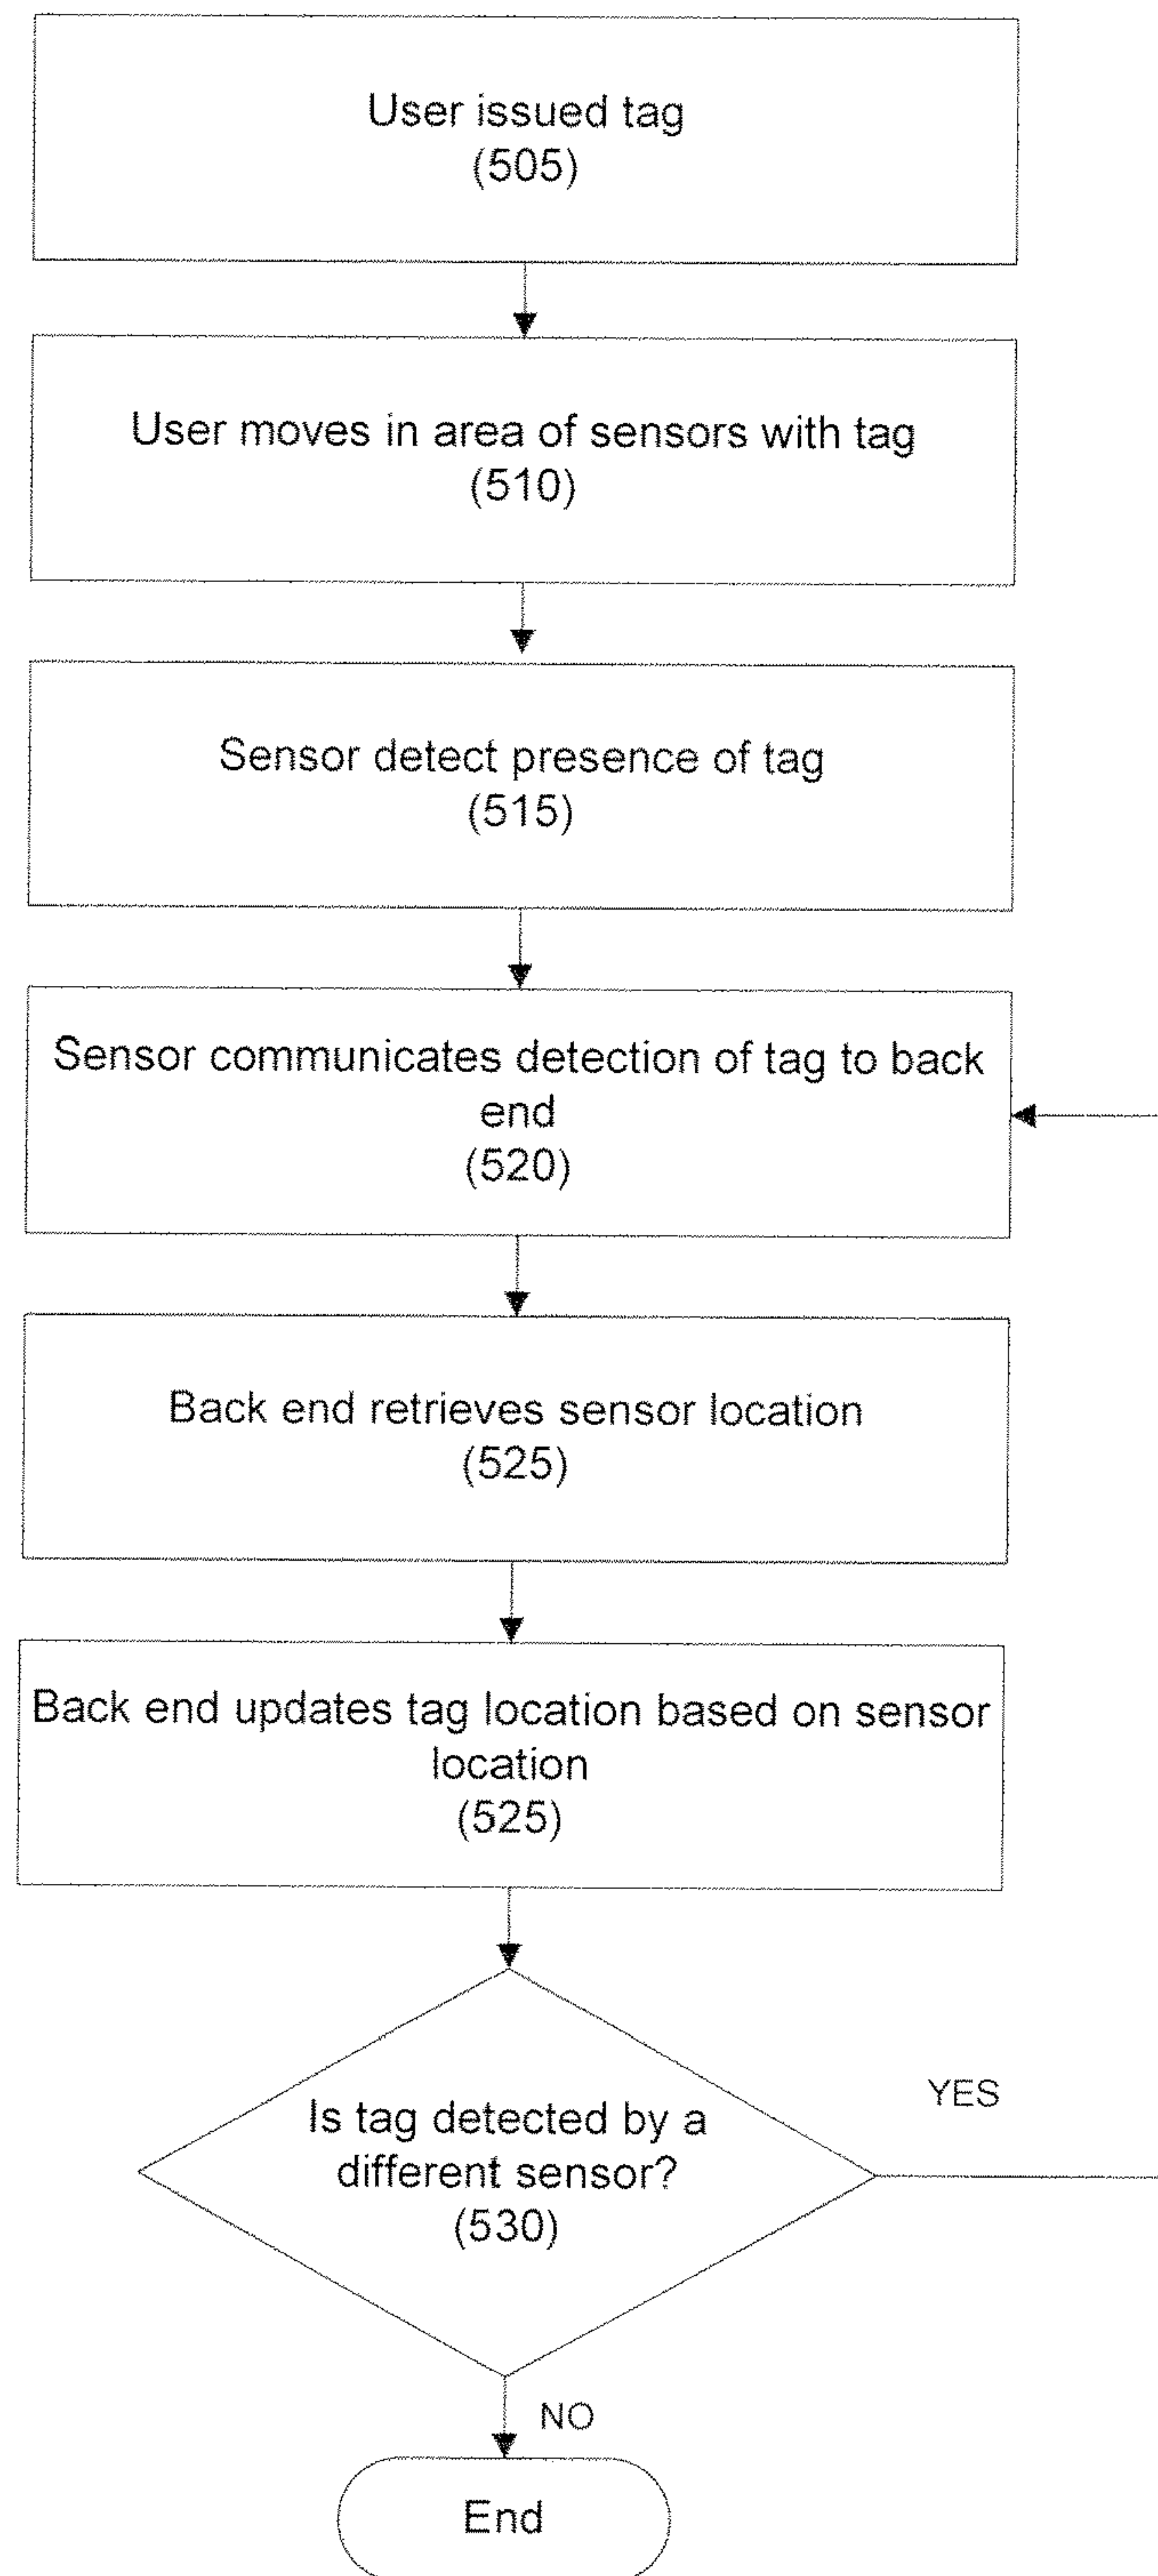 User issued tag
(505)
User moves in area of sensors with tag
(510)
Sensor detect presence of tag
(515)
Sensor communicates detection of tag to back
end
(520)
Back end retrieves sensor location
(525)
Back end updates tag location based on sensor
location
(525)
Is tag detected by a
different sensor?
(530)
YES
NO
End